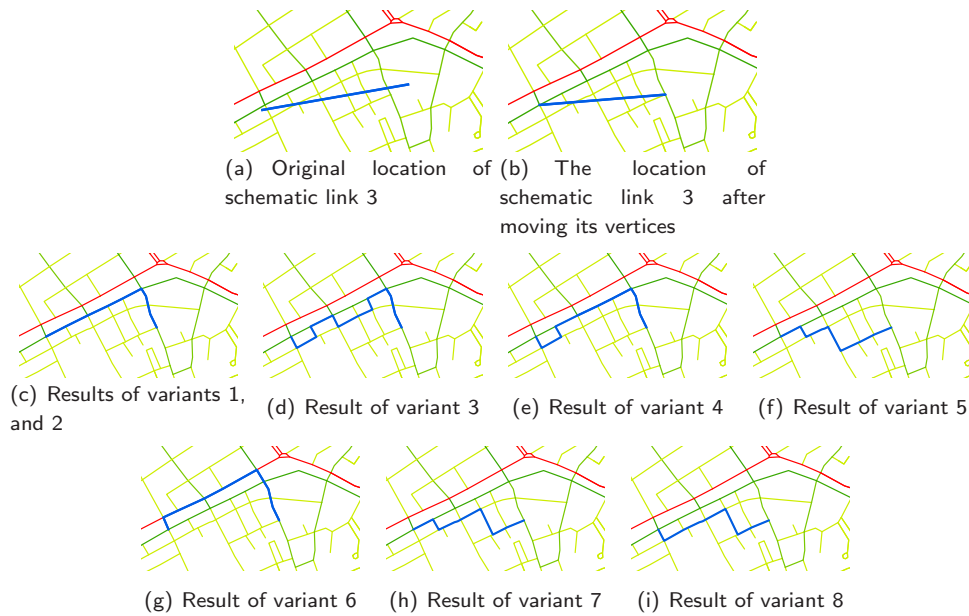 (a) Original location of
schematic link 3
(b) The location of
schematic link 3 after
moving its vertices
(c) Results of variants 1,
and 2
(d) Result of variant 3
(e) Result of variant 4
(f) Result of variant 5
(g) Result of variant 6
(h) Result of variant 7
(i) Result of variant 8